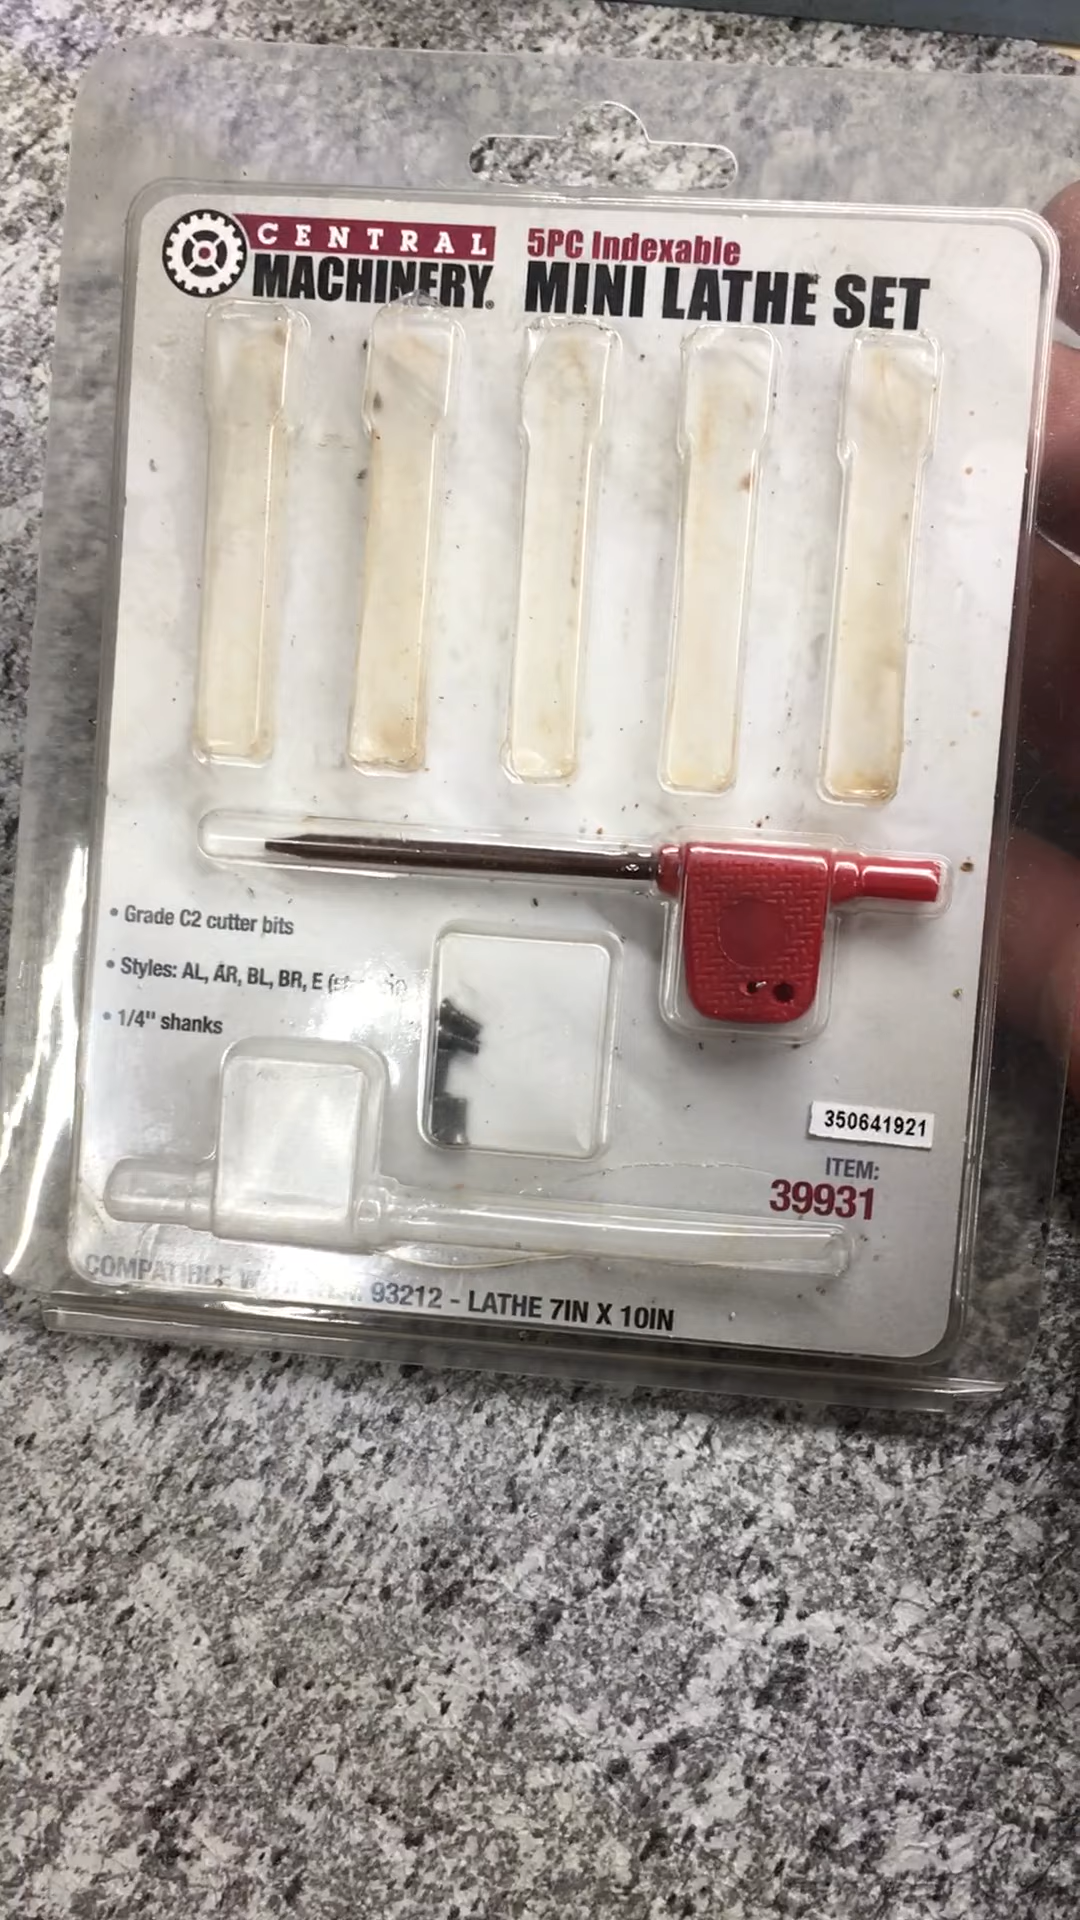 CENTRAL
MACHINERY®
5PC Indexable
MINI LATHE SET
• Grade C2 cutter bits
• Styles: AL, AR, BL, BR, E
• 1/4" shanks
350641921
ITEM:
39931
COMPATIBLE 93212 - LATHE 7IN X 10IN